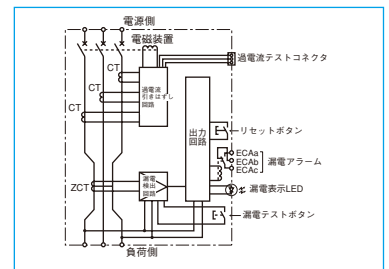 電源側
電磁装置
過電流テストコネクタ
CT
CT
CT
過電流
引きはずし
回路
出力
回路
リセットボタン
ECAa
ECAb
ECAc
漏電アラーム
ZCT
漏電
検出
回路
漏電表示LED
漏電テストボタン
負荷側